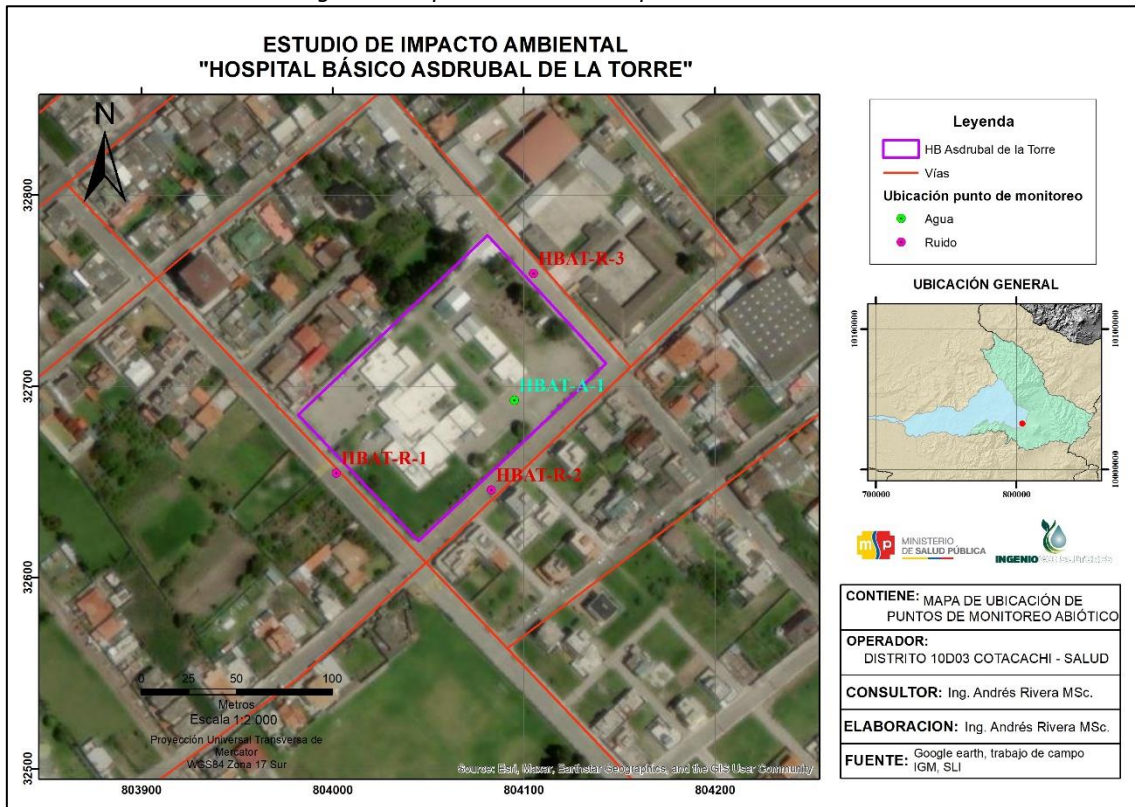 ESTUDIO DE IMPACTO AMBIENTAL
"HOSPITAL BÁSICO ASDRUBAL DE LA TORRE"
N
32800
32700
32600
32500
803900
804000
804100
804200
HBAT-R-3
HBAT-A-1
HBAT-R-1
HBAT-R-2
0 25 50 100
Metros
Escala 1:2.000
Proyección Universal Transversa de
Mercator
WGS84 Zona 17 Sur
Source: Esri, Maxar, Earthstar Geographics, and the GIS User Community
Leyenda
HB Asdrubal de la Torre
Vías
Ubicación punto de monitoreo
Agua
Ruido
UBICACIÓN GENERAL
10100000
10100000
10000000
700000
800000
mp
MINISTERIO
DE SALUD PÚBLICA
INGENIO CONSULTORES
CONTIENE: MAPA DE UBICACIÓN DE
PUNTOS DE MONITOREO ABIÓTICO
OPERADOR:
DISTRITO 10D03 COTACACHI - SALUD
CONSULTOR: Ing. Andrés Rivera MSc.
ELABORACION: Ing. Andrés Rivera MSc.
FUENTE: Google earth, trabajo de campo
IGM, SLI